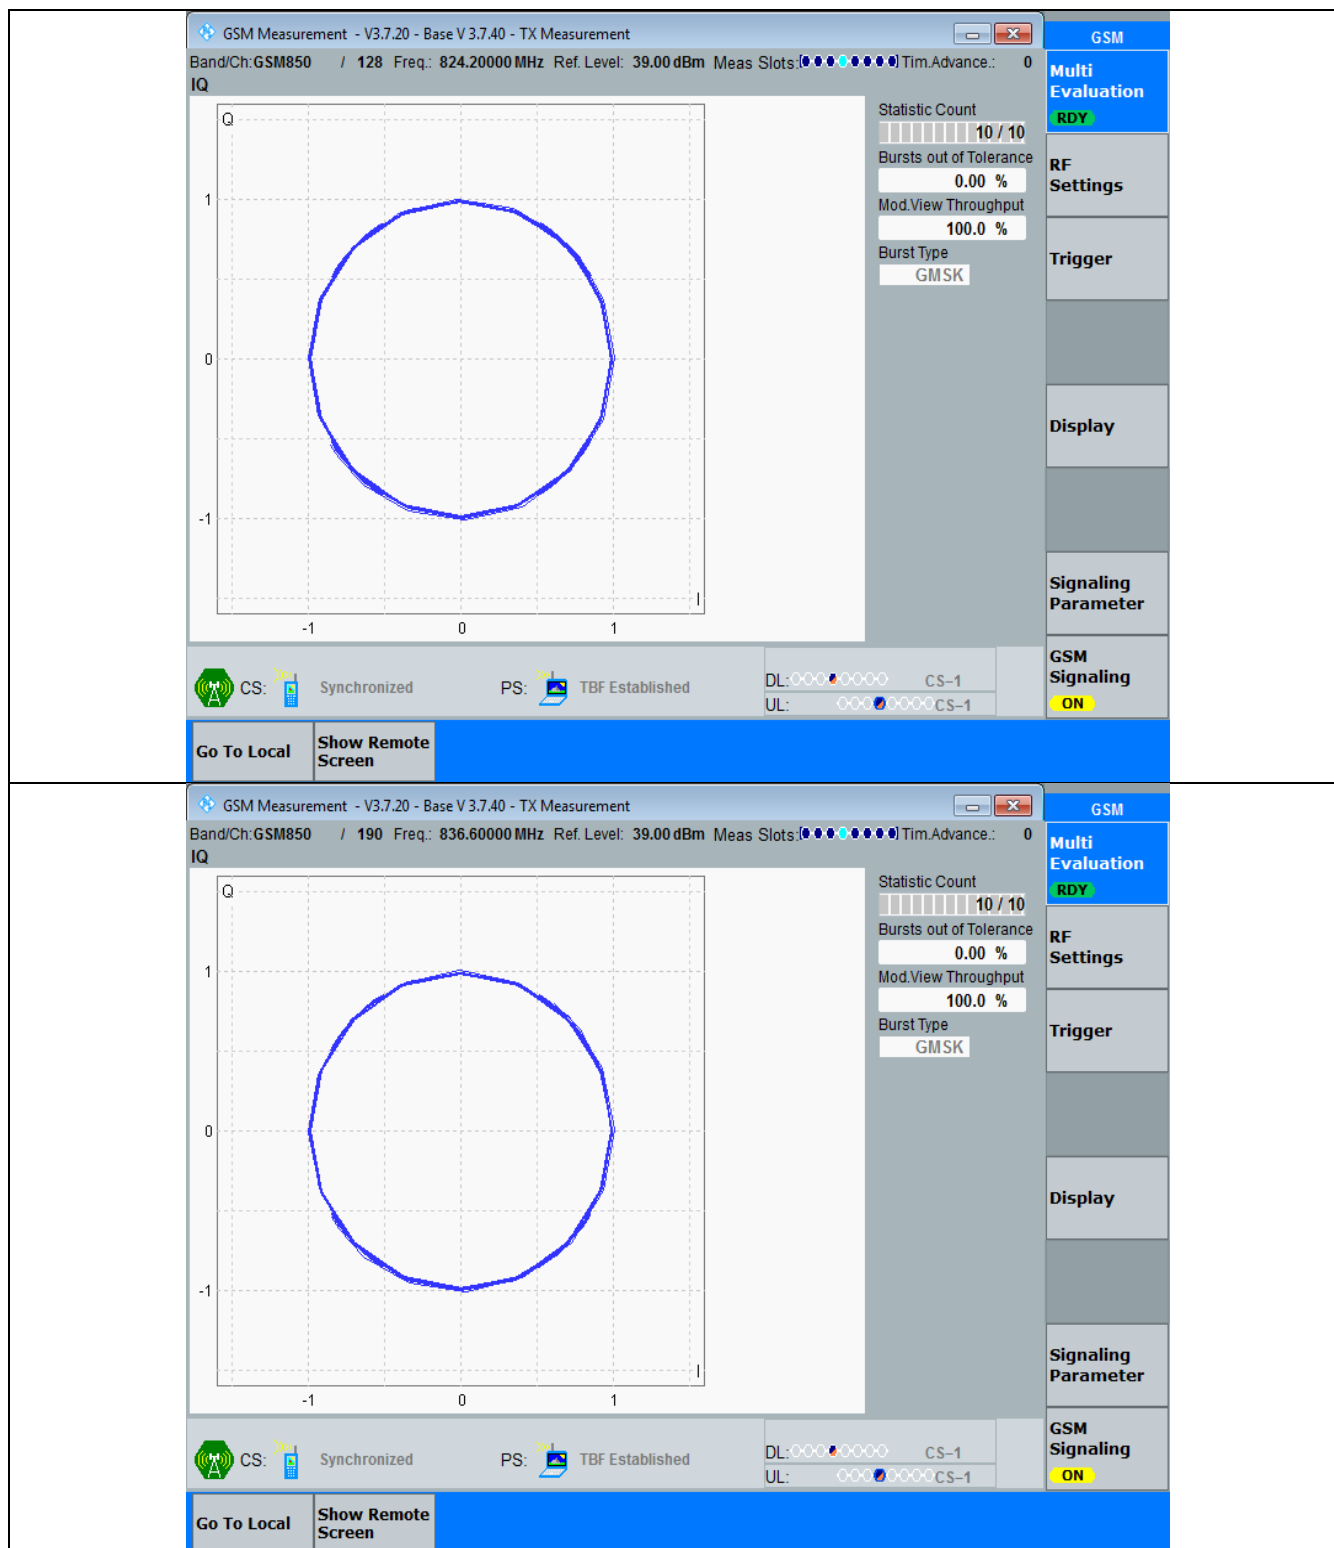 GSM Measurement - V3.7.20 - Base V 3.7.40 - TX Measurement
GSM
Band/Ch: GSM850 / 128 Freq.: 824.20000 MHz Ref. Level: 39.00 dBm Meas Slots: Tim.Advance.: 0
IQ
Multi
Evaluation
RDY
RF
Settings
Trigger
Display
Signaling
Parameter
GSM
Signaling
ON
Statistic Count
10 / 10
Bursts out of Tolerance
0.00 %
Mod.View Throughput
100.0 %
Burst Type
GMSK
Q
1
0
-1
I
-1 0 1
CS: Synchronized PS: TBF Established DL: CS-1
UL: CS-1
Go To Local
Show Remote
Screen
GSM Measurement - V3.7.20 - Base V 3.7.40 - TX Measurement
GSM
Band/Ch: GSM850 / 190 Freq.: 836.60000 MHz Ref. Level: 39.00 dBm Meas Slots: Tim.Advance.: 0
IQ
Multi
Evaluation
RDY
RF
Settings
Trigger
Display
Signaling
Parameter
GSM
Signaling
ON
Statistic Count
10 / 10
Bursts out of Tolerance
0.00 %
Mod.View Throughput
100.0 %
Burst Type
GMSK
Q
1
0
-1
I
-1 0 1
CS: Synchronized PS: TBF Established DL: CS-1
UL: CS-1
Go To Local
Show Remote
Screen